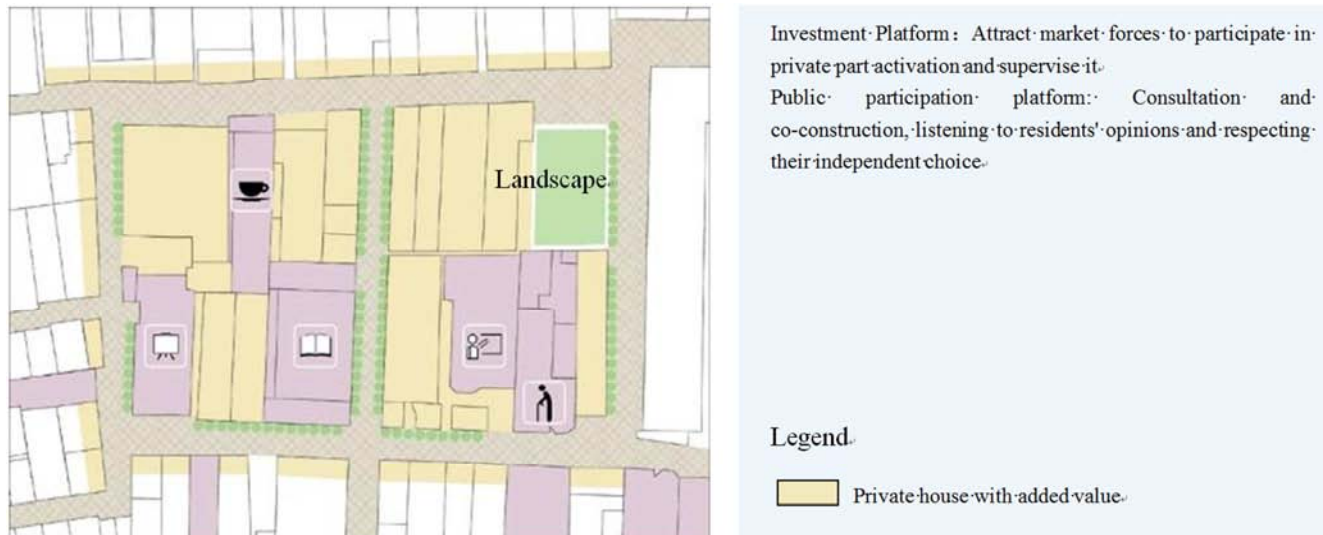 Landscape
Investment Platform：Attract market forces to participate in
private part activation and supervise it
Public participation platform: Consultation and
co-construction, listening to residents' opinions and respecting
their independent choice
Legend
Private house with added value